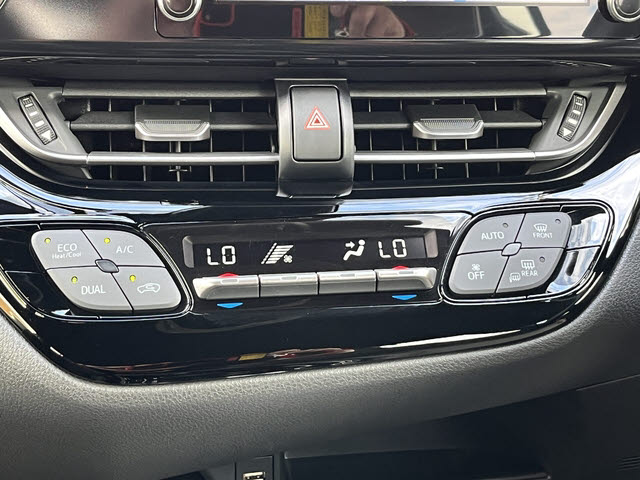 LO
LO
ECO
Heat/Cool
A/C
DUAL
AUTO
FRONT
OFF
REAR